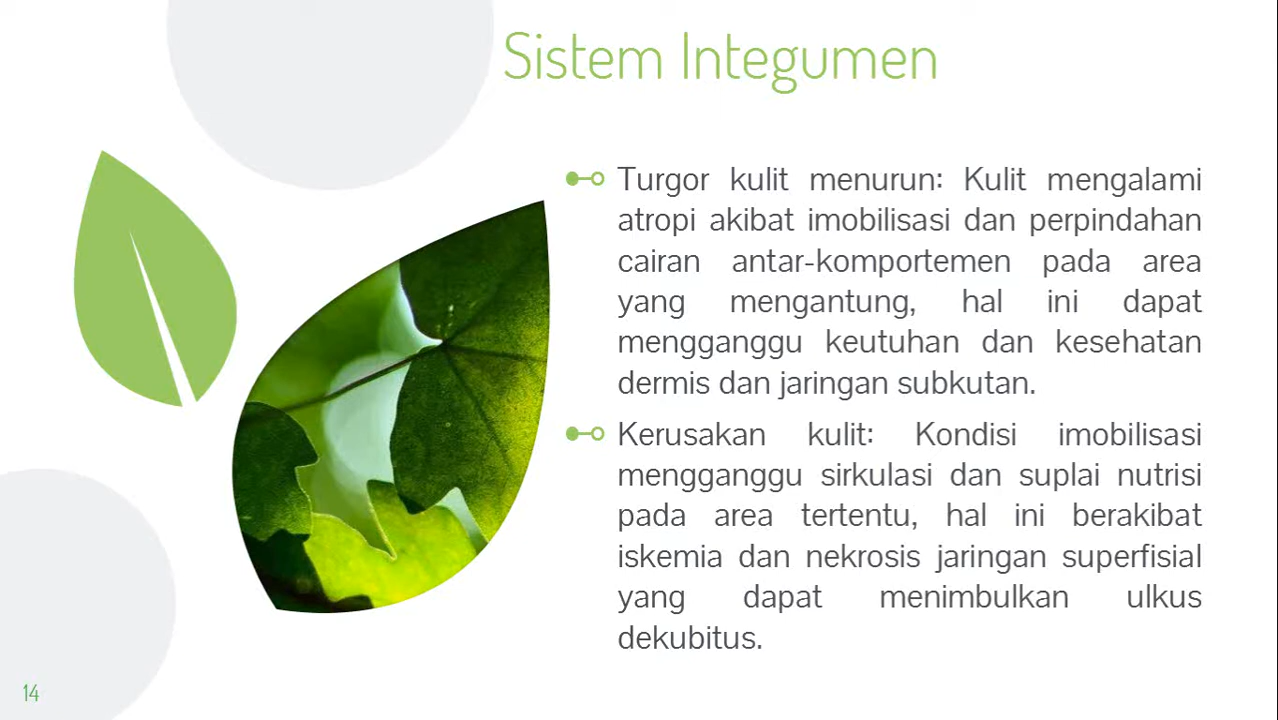 Sistem Integumen
Turgor kulit menurun: Kulit mengalami
atropi akibat imobilisasi dan perpindahan
cairan antar-komportemen pada area
yang mengantung, hal ini dapat
mengganggu keutuhan dan kesehatan
dermis dan jaringan subkutan.
Kerusakan kulit: Kondisi imobilisasi
mengganggu sirkulasi dan suplai nutrisi
pada area tertentu, hal ini berakibat
iskemia dan nekrosis jaringan superfisial
yang dapat menimbulkan ulkus
dekubitus.
14